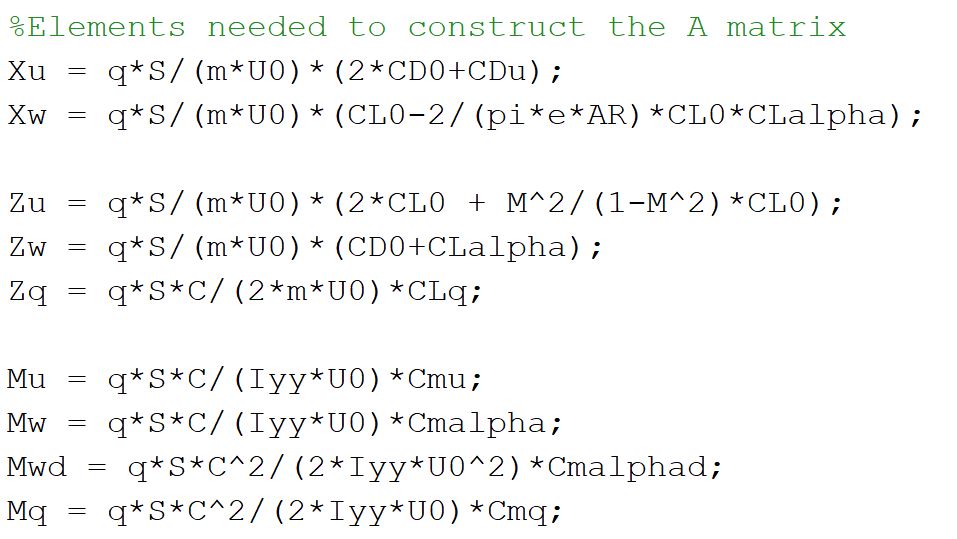 %Elements needed to construct the A matrix
Xu = q*S/(m*U0)*(2*CD0+CDu);
Xw = q*S/(m*U0)*(CL0-2/(pi*e*AR)*CL0*CLalpha);
Zu = q*S/(m*U0)*(2*CL0 + M^2/(1-M^2)*CL0);
Zw = q*S/(m*U0)*(CD0+CLalpha);
Zq = q*S*C/(2*m*U0)*CLq;
Mu = q*S*C/(Iyy*U0)*Cmu;
Mw = q*S*C/(Iyy*U0)*Cmalpha;
Mwd = q*S*C^2/(2*Iyy*U0^2)*Cmalphad;
Mq = q*S*C^2/(2*Iyy*U0)*Cmq;